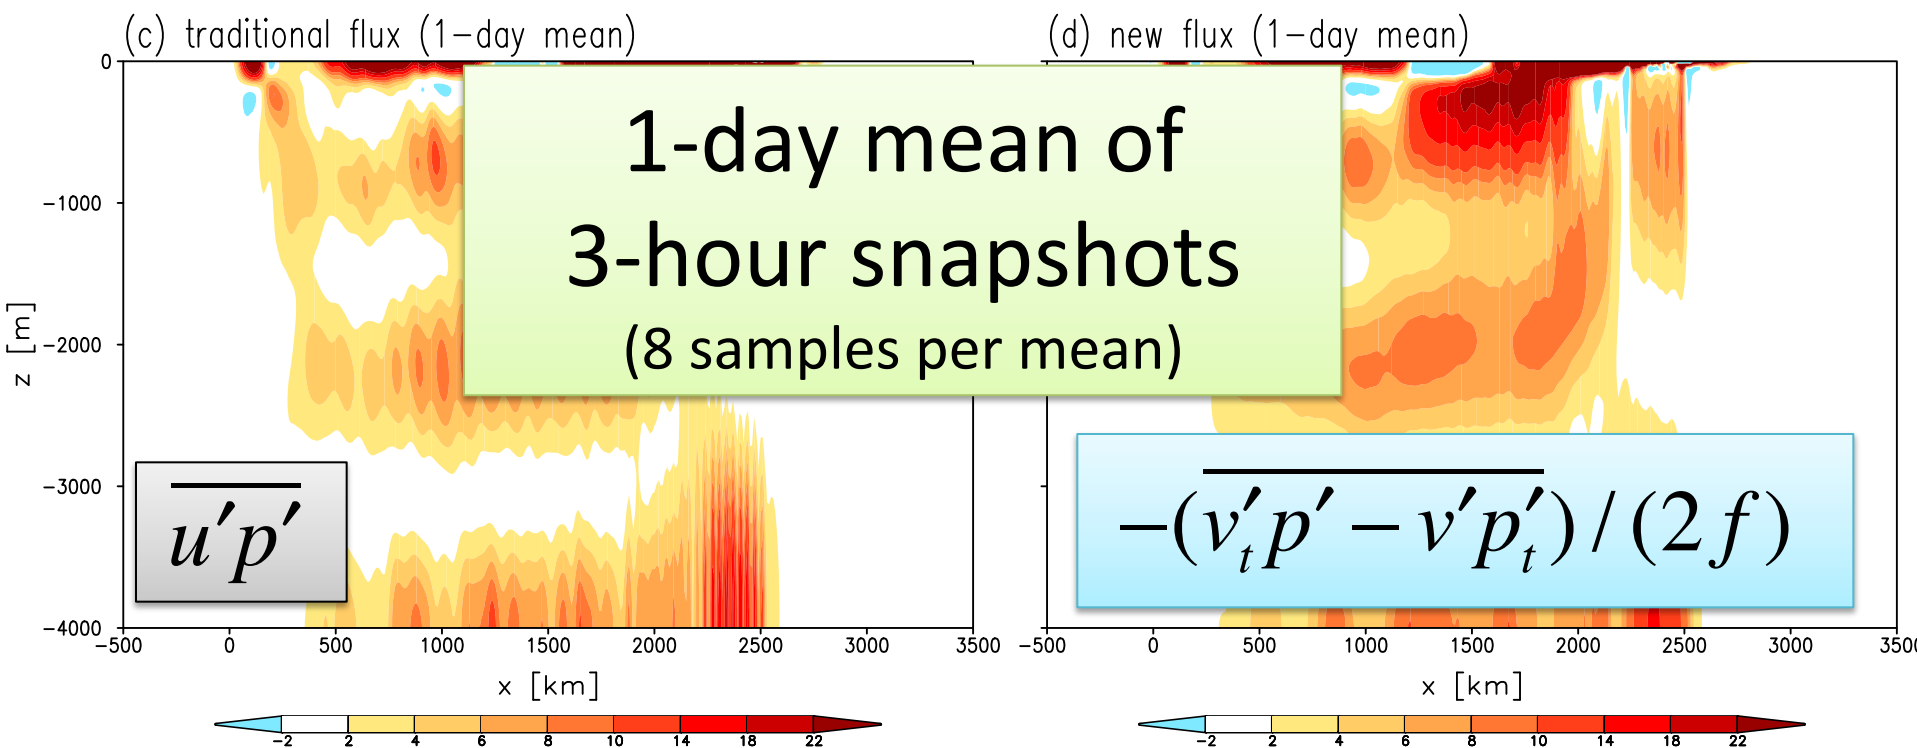 (c) traditional flux (1-day mean)
(d) new flux (1-day mean)
1-day mean of
3-hour snapshots
(8 samples per mean)
z [m]
0
-1000
-2000
-3000
-4000
u′p′
−(v′ₜp′ − v′p′ₜ) / (2f)
-500 0 500 1000 1500 2000 2500 3000 3500
-500 0 500 1000 1500 2000 2500 3000 3500
x [km]
x [km]
-2 2 4 6 8 10 14 18 22
-2 2 4 6 8 10 14 18 22